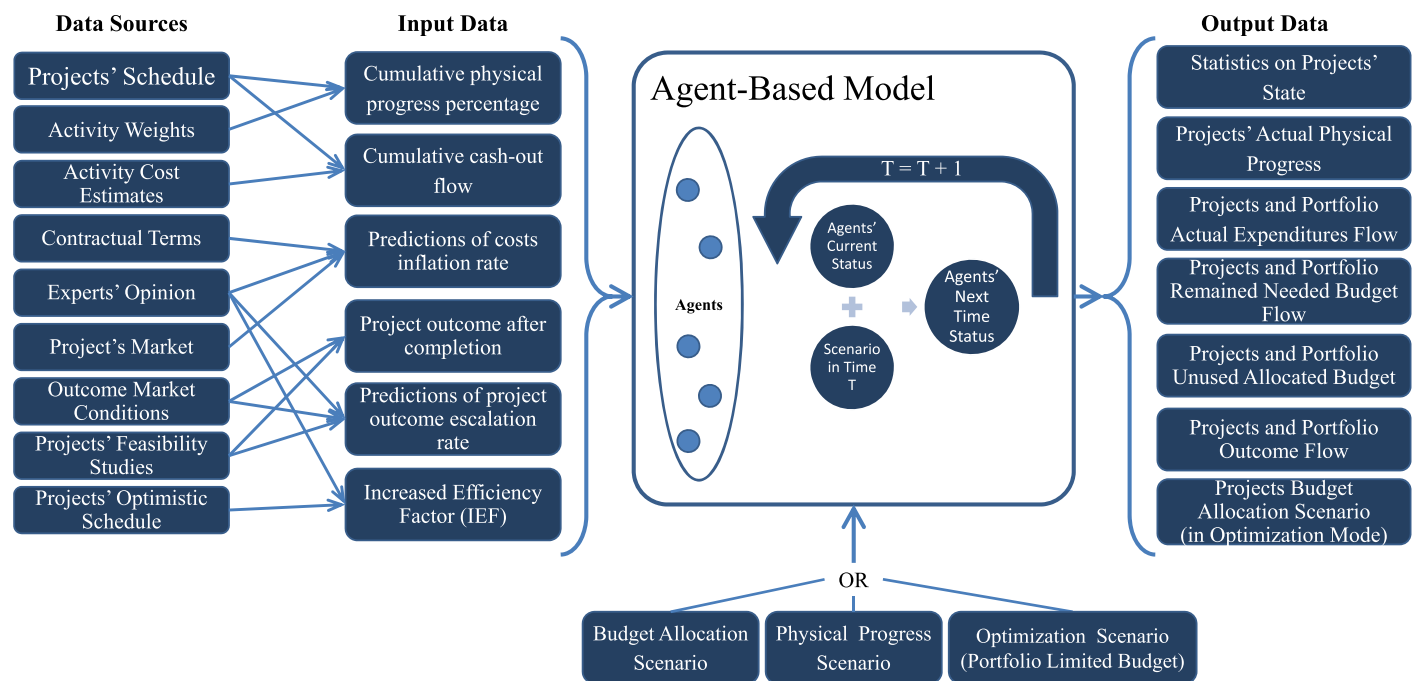 Data Sources
Projects' Schedule
Activity Weights
Activity Cost
Estimates
Contractual Terms
Experts' Opinion
Project's Market
Outcome Market
Conditions
Projects' Feasibility
Studies
Projects' Optimistic
Schedule
Input Data
Cumulative physical
progress percentage
Cumulative cash-out
flow
Predictions of costs
inflation rate
Project outcome after
completion
Predictions of project
outcome escalation
rate
Increased Efficiency
Factor (IEF)
Agent-Based Model
Agents
T = T + 1
Agents'
Current
Status
Scenario
in Time
T
Agents'
Next
Time
Status
OR
Budget Allocation
Scenario
Physical Progress
Scenario
Optimization Scenario
(Portfolio Limited Budget)
Output Data
Statistics on Projects'
State
Projects' Actual Physical
Progress
Projects and Portfolio
Actual Expenditures Flow
Projects and Portfolio
Remained Needed Budget
Flow
Projects and Portfolio
Unused Allocated Budget
Projects and Portfolio
Outcome Flow
Projects Budget
Allocation Scenario
(in Optimization Mode)